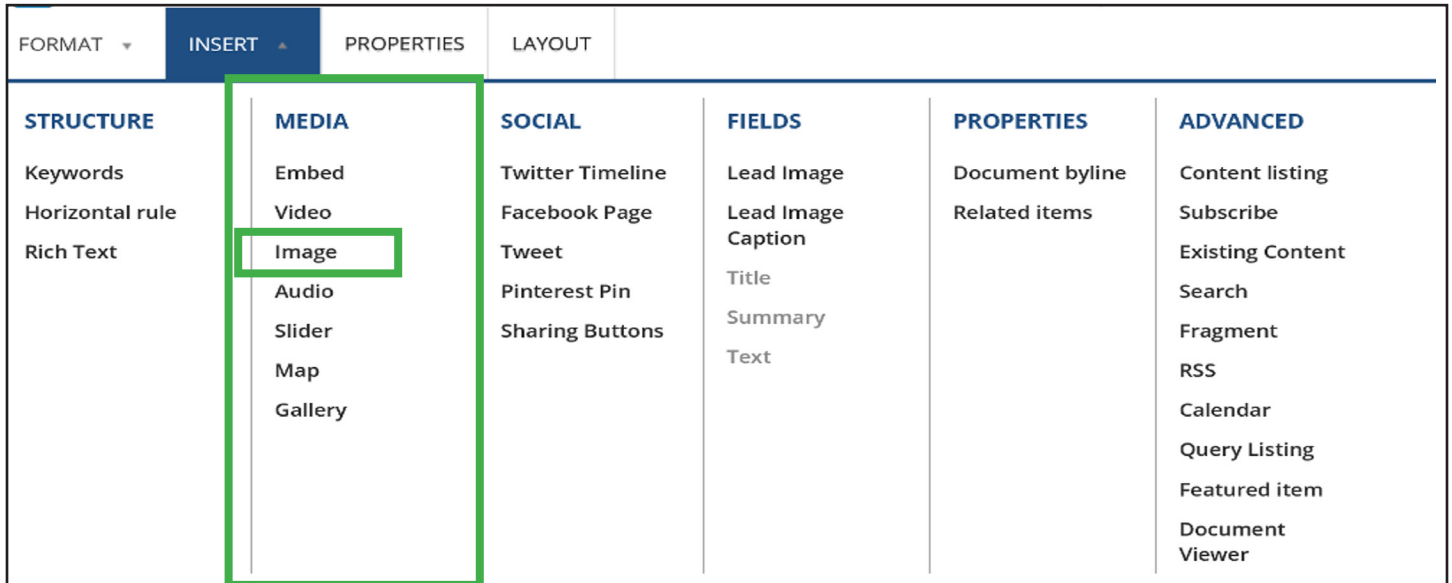 FORMAT
INSERT
PROPERTIES
LAYOUT
STRUCTURE
Keywords
Horizontal rule
Rich Text
MEDIA
Embed
Video
Image
Audio
Slider
Map
Gallery
SOCIAL
Twitter Timeline
Facebook Page
Tweet
Pinterest Pin
Sharing Buttons
FIELDS
Lead Image
Lead Image
Caption
Title
Summary
Text
PROPERTIES
Document byline
Related items
ADVANCED
Content listing
Subscribe
Existing Content
Search
Fragment
RSS
Calendar
Query Listing
Featured item
Document
Viewer